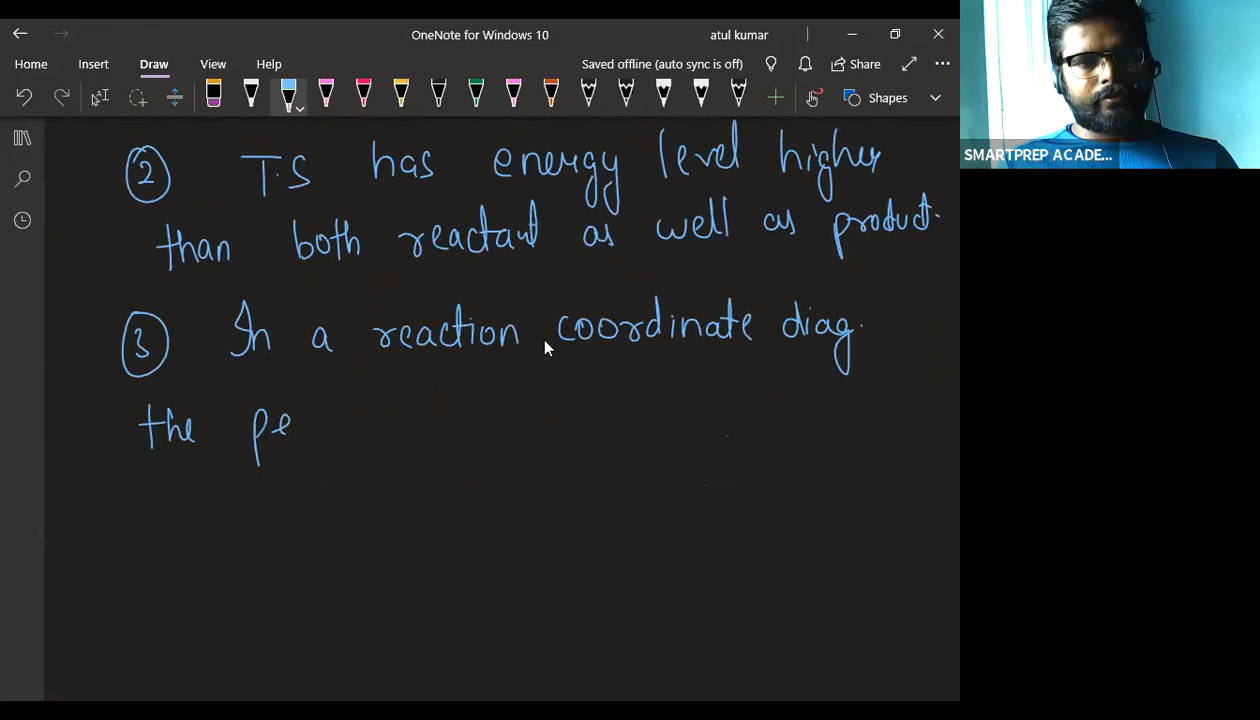 OneNote for Windows 10
atul kumar
Home
Insert
Draw
View
Help
Saved offline (auto sync is off)
Share
Shapes
SMARTPREP ACADE...
2 T.S has energy level higher
than both reactant as well as product.
3 In a reaction coordinate diag.
the pe